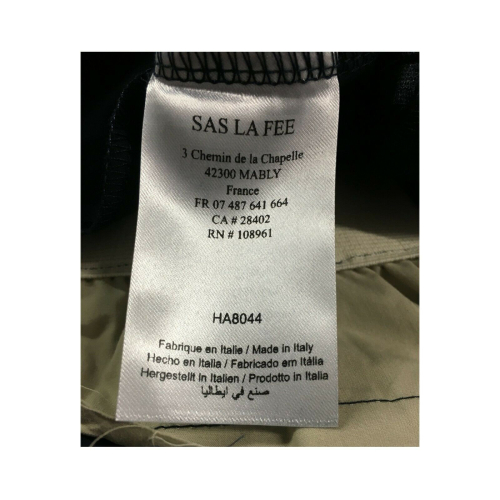 SAS LA FEE
3 Chemin de la Chapelle
42300 MABLY
France
FR 07 487 641 664
CA # 28402
RN # 108961
HA8044
Fabrique en Italie / Made in Italy
Hecho en Italia / Fabricado em Itália
Hergestellt in Italien / Prodotto in Italia
صنع في ايطاليا